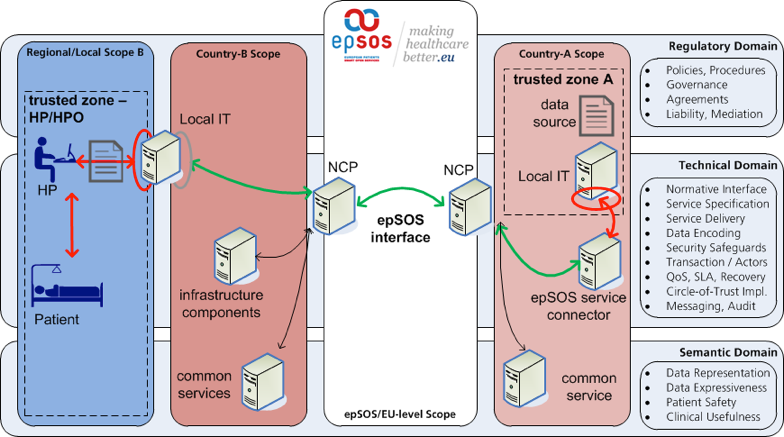 Regional/Local Scope B
Country-B Scope
epsos
EUROPEAN PATIENTS
SMART OPEN SERVICES
making
healthcare
better.eu
Country-A Scope
Regulatory Domain
• Policies, Procedures
• Governance
• Agreements
• Liability, Mediation
trusted zone –
HP/HPO
Local IT
trusted zone A
data
source
HP
NCP
NCP
Local IT
Technical Domain
• Normative Interface
• Service Specification
• Service Delivery
• Data Encoding
• Security Safeguards
• Transaction / Actors
• QoS, SLA, Recovery
• Circle-of-Trust Impl.
• Messaging, Audit
epSOS
interface
infrastructure
components
epSOS service
connector
Patient
common
services
common
service
Semantic Domain
• Data Representation
• Data Expressiveness
• Patient Safety
• Clinical Usefulness
epSOS/EU-level Scope